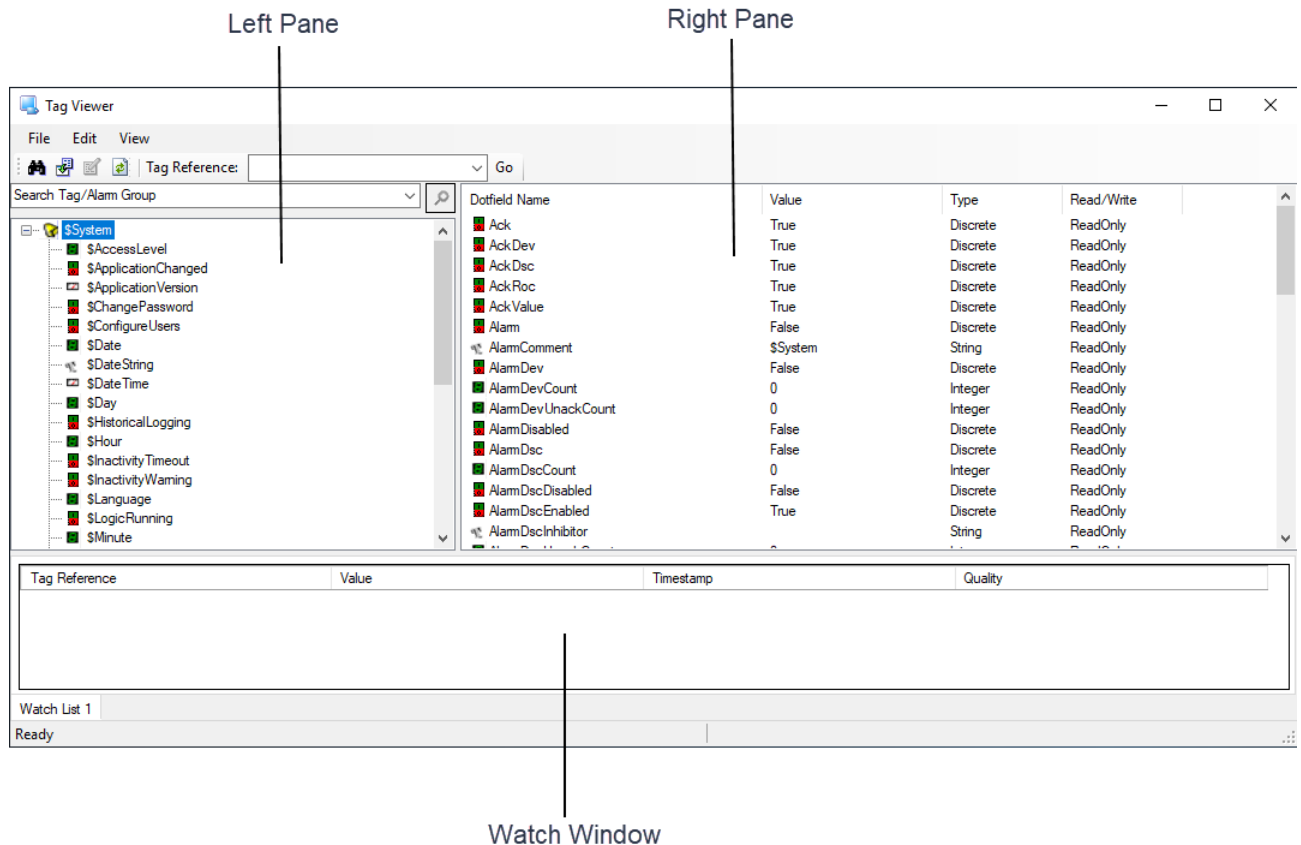 Left Pane
Right Pane
Tag Viewer
File Edit View
Tag Reference: Go
Search Tag/Alarm Group
$System
$AccessLevel
$ApplicationChanged
$ApplicationVersion
$ChangePassword
$ConfigureUsers
$Date
$DateString
$DateTime
$Day
$HistoricalLogging
$Hour
$InactivityTimeout
$InactivityWarning
$Language
$LogicRunning
$Minute
Dotfield Name Value Type Read/Write
Ack True Discrete ReadOnly
AckDev True Discrete ReadOnly
AckDsc True Discrete ReadOnly
AckRoc True Discrete ReadOnly
AckValue True Discrete ReadOnly
Alarm False Discrete ReadOnly
AlarmComment $System String ReadOnly
AlarmDev False Discrete ReadOnly
AlarmDevCount 0 Integer ReadOnly
AlarmDevUnackCount 0 Integer ReadOnly
AlarmDisabled False Discrete ReadOnly
AlarmDsc False Discrete ReadOnly
AlarmDscCount 0 Integer ReadOnly
AlarmDscDisabled False Discrete ReadOnly
AlarmDscEnabled True Discrete ReadOnly
AlarmDscInhibitor String ReadOnly
Tag Reference Value Timestamp Quality
Watch List 1
Ready
Watch Window